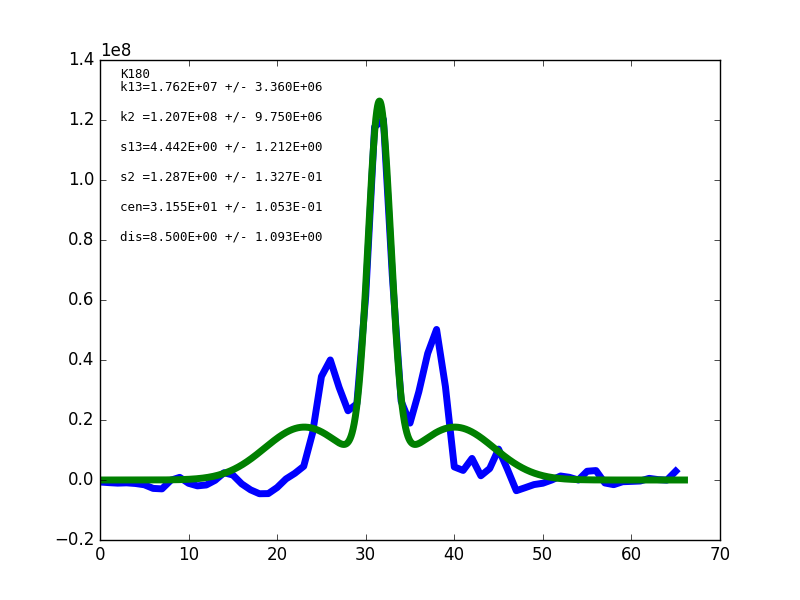 1e8
K180
k13=1.762E+07 +/- 3.360E+06
k2 =1.207E+08 +/- 9.750E+06
s13=4.442E+00 +/- 1.212E+00
s2 =1.287E+00 +/- 1.327E-01
cen=3.155E+01 +/- 1.053E-01
dis=8.500E+00 +/- 1.093E+00
1.4
1.2
1.0
0.8
0.6
0.4
0.2
0.0
−0.2
0 10 20 30 40 50 60 70